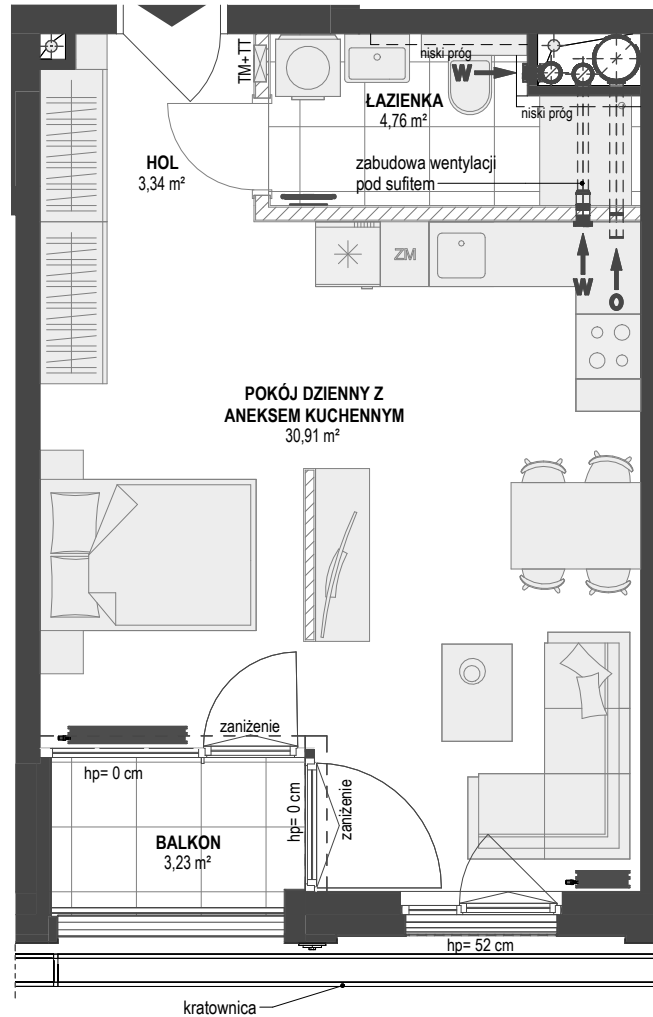 niski próg
TM+TT
W
ŁAZIENKA
4,76 m²
niski próg
HOL
3,34 m²
zabudowa wentylacji
pod sufitem
ZM
W
O
POKÓJ DZIENNY Z
ANEKSEM KUCHENNYM
30,91 m²
zaniżenie
hp= 0 cm
hp= 0 cm
zaniżenie
BALKON
3,23 m²
hp= 52 cm
kratownica